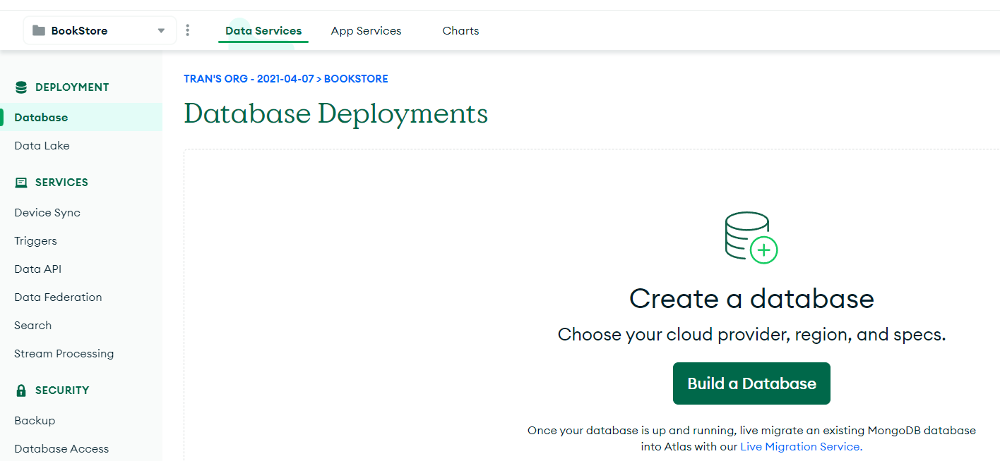 BookStore
Data Services
App Services
Charts
DEPLOYMENT
Database
Data Lake
SERVICES
Device Sync
Triggers
Data API
Data Federation
Search
Stream Processing
SECURITY
Backup
Database Access
TRAN'S ORG - 2021-04-07 > BOOKSTORE
Database Deployments
Create a database
Choose your cloud provider, region, and specs.
Build a Database
Once your database is up and running, live migrate an existing MongoDB database
into Atlas with our Live Migration Service.